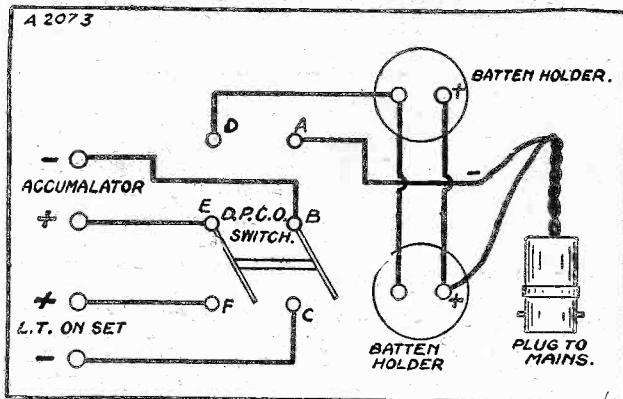 A 2073
BATTEN HOLDER.
D
A
+
-
-
ACCUMALATOR
+
E
D.P.C.O.
B
SWITCH.
+
F
C
+
L.T. ON SET
-
BATTEN
HOLDER
PLUG TO
MAINS.